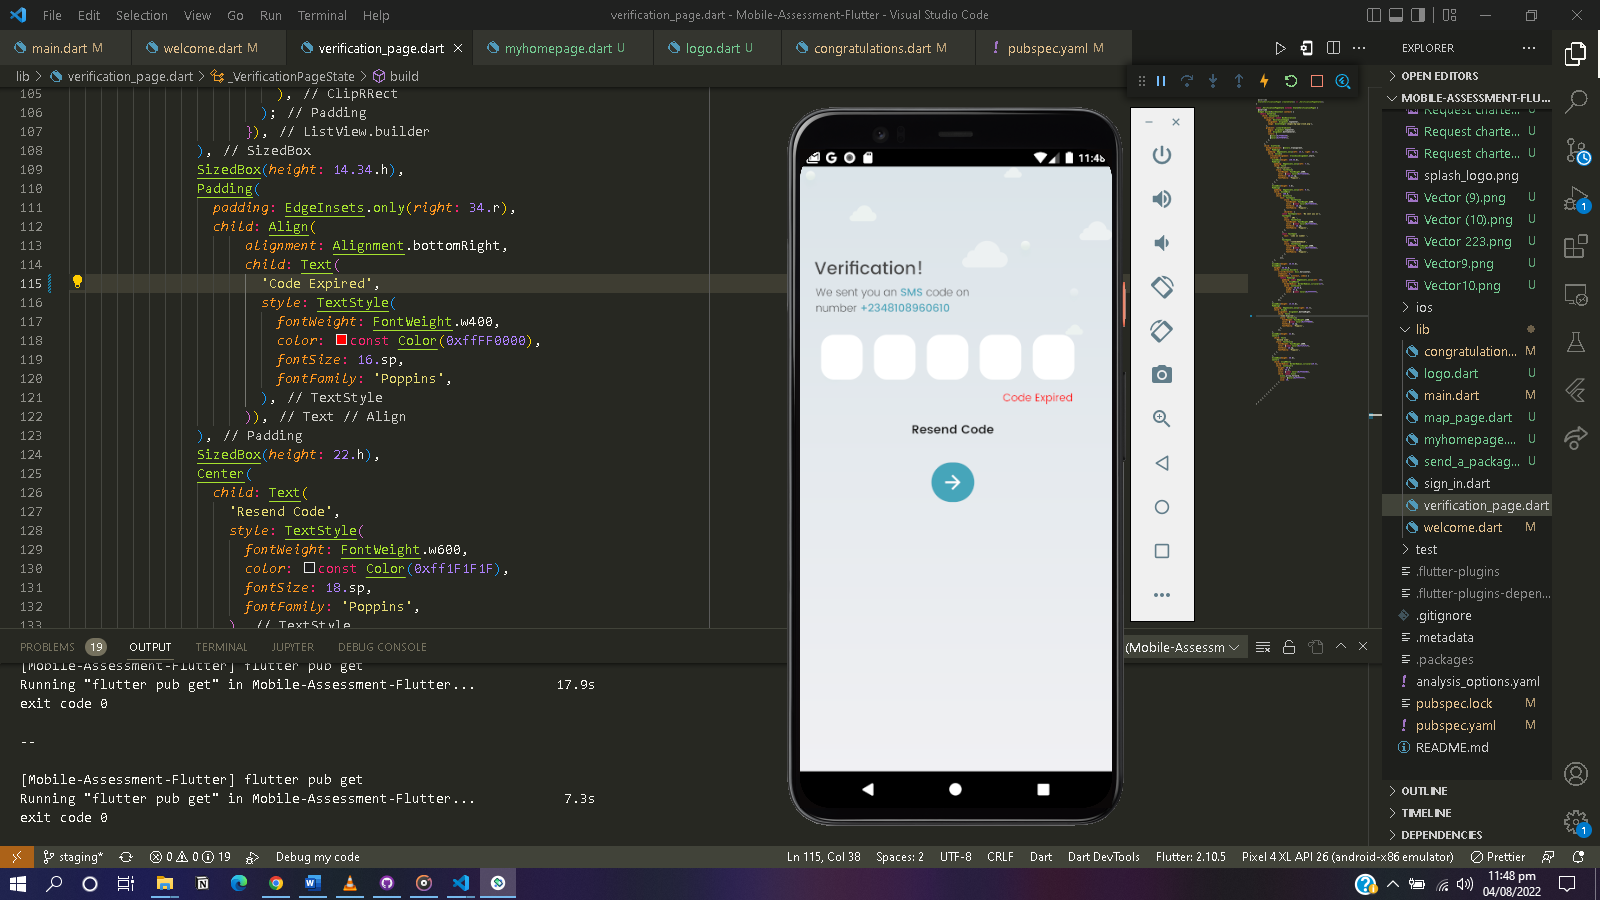 File Edit Selection View Go Run Terminal Help
verification_page.dart - Mobile-Assessment-Flutter - Visual Studio Code
main.dart M
welcome.dart M
verification_page.dart
myhomepage.dart U
logo.dart U
congratulations.dart M
! pubspec.yaml M
lib > verification_page.dart > _VerificationPageState > build
105 ), // ClipRRect
106 ); // Padding
107 }), // ListView.builder
108 ), // SizedBox
109 SizedBox(height: 14.34.h),
110 Padding(
111 padding: EdgeInsets.only(right: 34.r),
112 child: Align(
113 alignment: Alignment.bottomRight,
114 child: Text(
115 'Code Expired',
116 style: TextStyle(
117 fontWeight: FontWeight.w400,
118 color: const Color(0xffFF0000),
119 fontSize: 16.sp,
120 fontFamily: 'Poppins',
121 ), // TextStyle
122 )), // Text // Align
123 ), // Padding
124 SizedBox(height: 22.h),
125 Center(
126 child: Text(
127 'Resend Code',
128 style: TextStyle(
129 fontWeight: FontWeight.w600,
130 color: const Color(0xff1F1F1F),
131 fontSize: 18.sp,
132 fontFamily: 'Poppins',
133 ), // TextStyle
11:48
Verification!
We sent you an SMS code on
number +2348108960610
Code Expired
Resend Code
EXPLORER
OPEN EDITORS
MOBILE-ASSESSMENT-FLU...
Request charte... U
Request charte... U
Request charte... U
splash_logo.png
Vector (9).png U
Vector (10).png U
Vector 223.png U
Vector9.png U
Vector10.png U
ios
lib
congratulation... M
logo.dart U
main.dart M
map_page.dart U
myhomepage.... U
send_a_packag... U
sign_in.dart
verification_page.dart
welcome.dart M
test
.flutter-plugins
.flutter-plugins-depen...
.gitignore
.metadata
.packages
! analysis_options.yaml
pubspec.lock M
! pubspec.yaml M
README.md
OUTLINE
TIMELINE
DEPENDENCIES
1
1
PROBLEMS 19 OUTPUT TERMINAL JUPYTER DEBUG CONSOLE
(Mobile-Assessm
[Mobile-Assessment-Flutter] flutter pub get
Running "flutter pub get" in Mobile-Assessment-Flutter... 17.9s
exit code 0
--
[Mobile-Assessment-Flutter] flutter pub get
Running "flutter pub get" in Mobile-Assessment-Flutter... 7.3s
exit code 0
staging* 0 0 19 Debug my code
Ln 115, Col 38 Spaces: 2 UTF-8 CRLF Dart Dart DevTools Flutter: 2.10.5 Pixel 4 XL API 26 (android-x86 emulator) Prettier
11:48 pm
04/08/2022